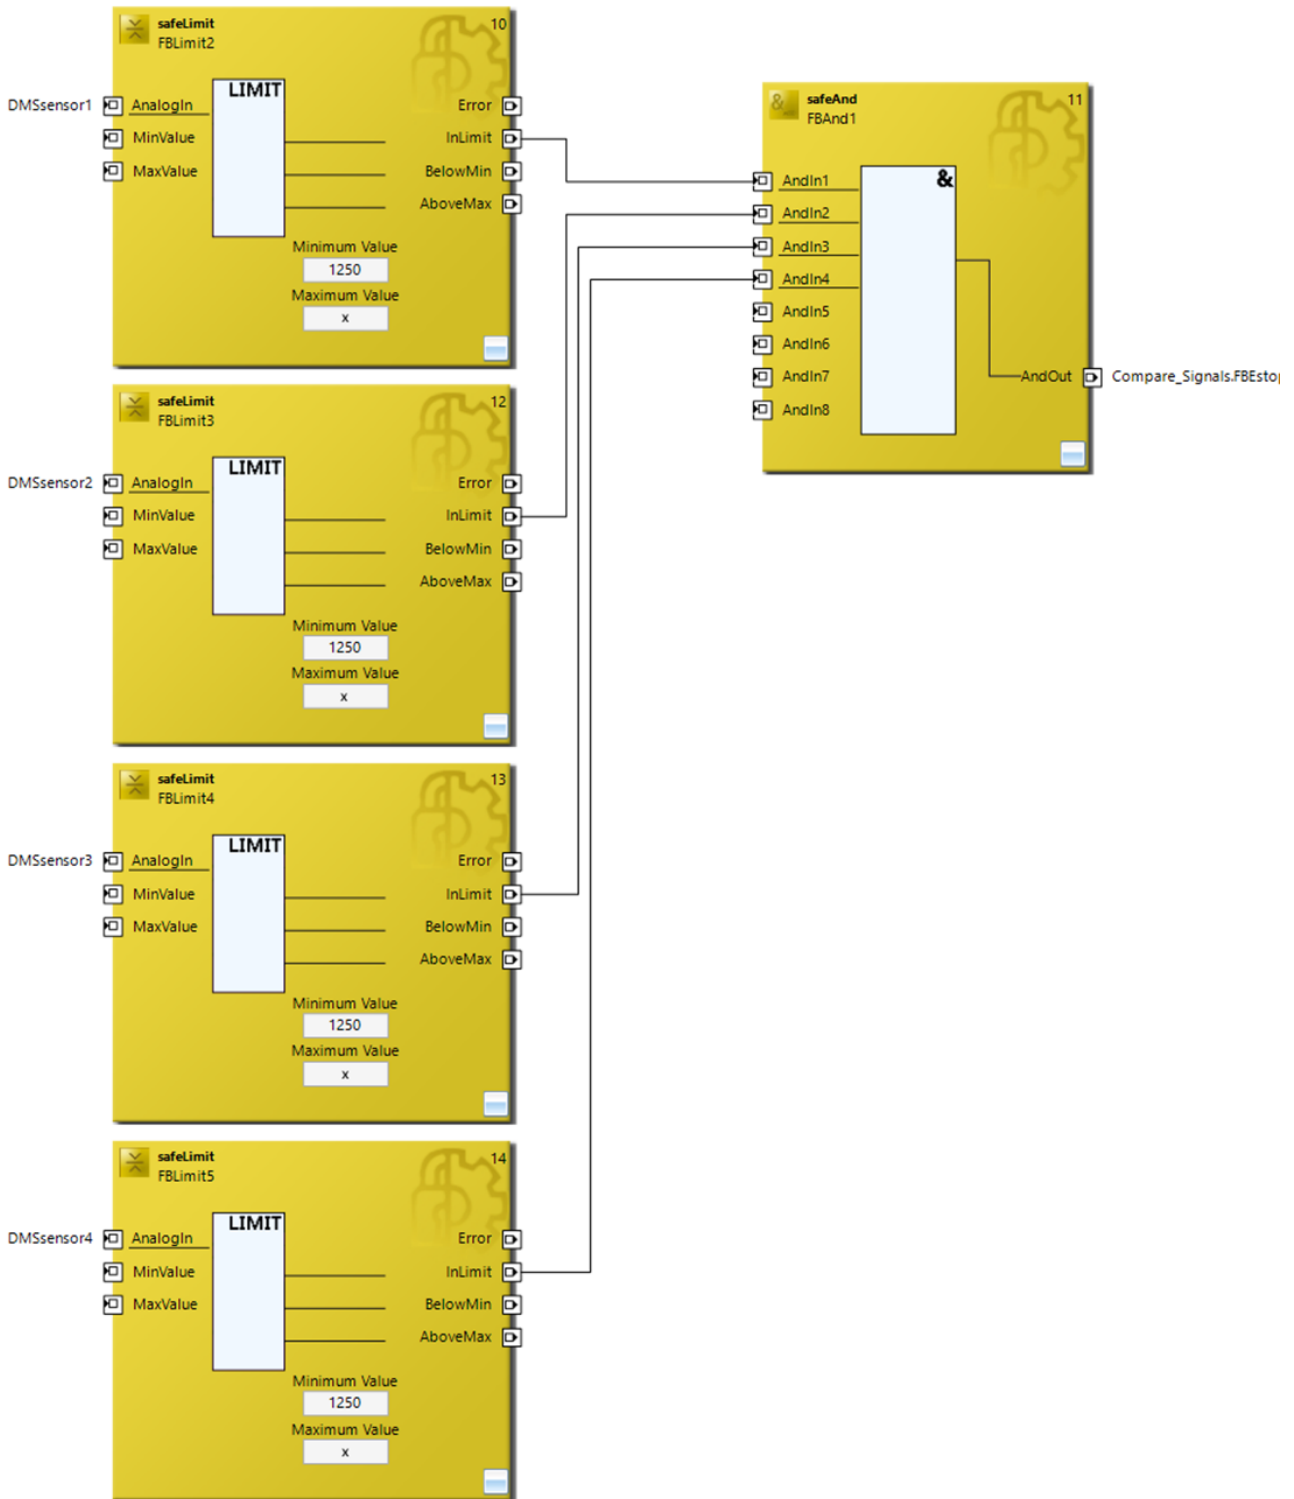 safeLimit
FBLimit2
10
LIMIT
DMSsensor1
AnalogIn
MinValue
MaxValue
Error
InLimit
BelowMin
AboveMax
Minimum Value
1250
Maximum Value
x
safeAnd
FBAnd1
11
&
&
AndIn1
AndIn2
AndIn3
AndIn4
AndIn5
AndIn6
AndIn7
AndIn8
AndOut
Compare_Signals.FBEstop
safeLimit
FBLimit3
12
LIMIT
DMSsensor2
AnalogIn
MinValue
MaxValue
Error
InLimit
BelowMin
AboveMax
Minimum Value
1250
Maximum Value
x
safeLimit
FBLimit4
13
LIMIT
DMSsensor3
AnalogIn
MinValue
MaxValue
Error
InLimit
BelowMin
AboveMax
Minimum Value
1250
Maximum Value
x
safeLimit
FBLimit5
14
LIMIT
DMSsensor4
AnalogIn
MinValue
MaxValue
Error
InLimit
BelowMin
AboveMax
Minimum Value
1250
Maximum Value
x